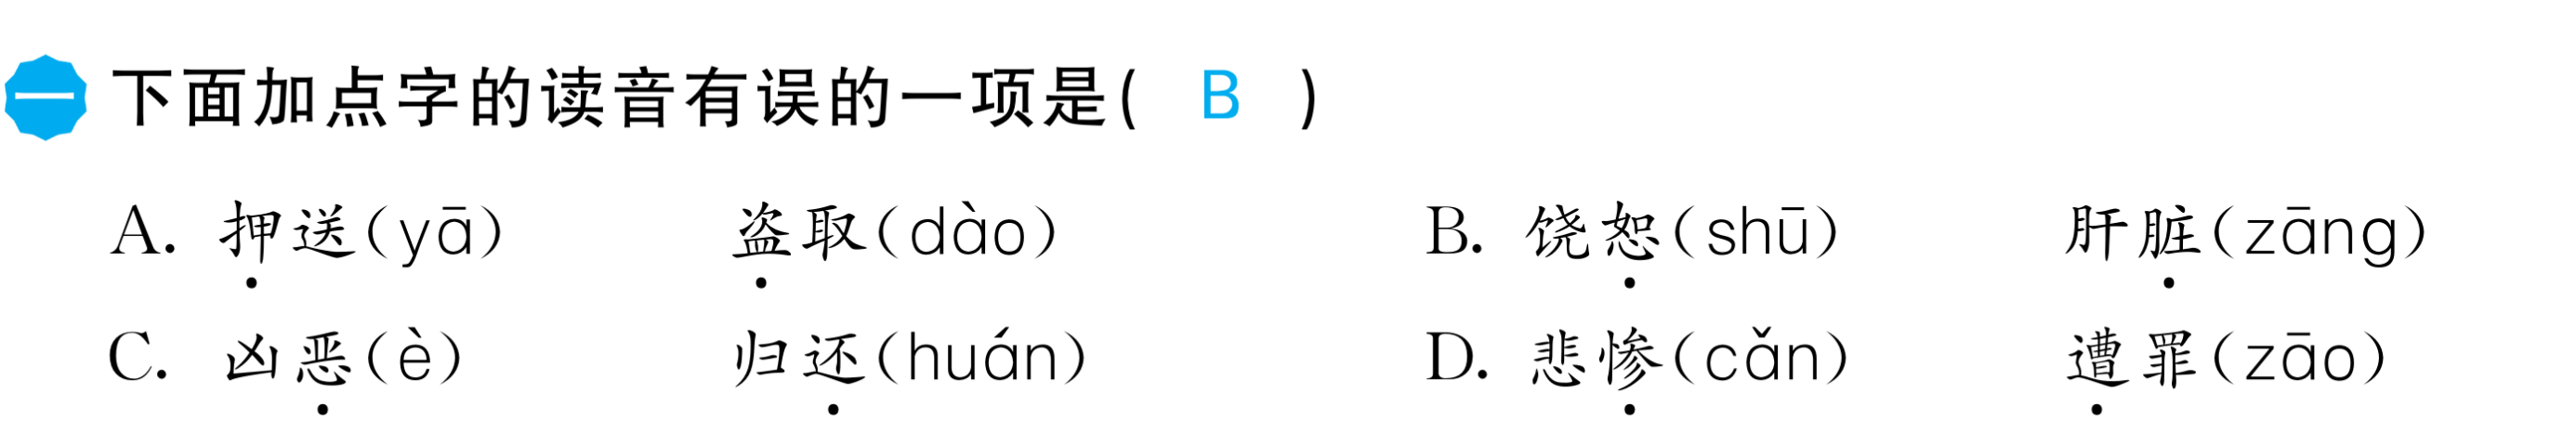 一 下面加点字的读音有误的一项是( B )
A. 押送(yā) 盗取(dào) B. 饶恕(shū) 肝脏(zāng)
C. 凶恶(è) 归还(huán) D. 悲惨(cǎn) 遭罪(zāo)